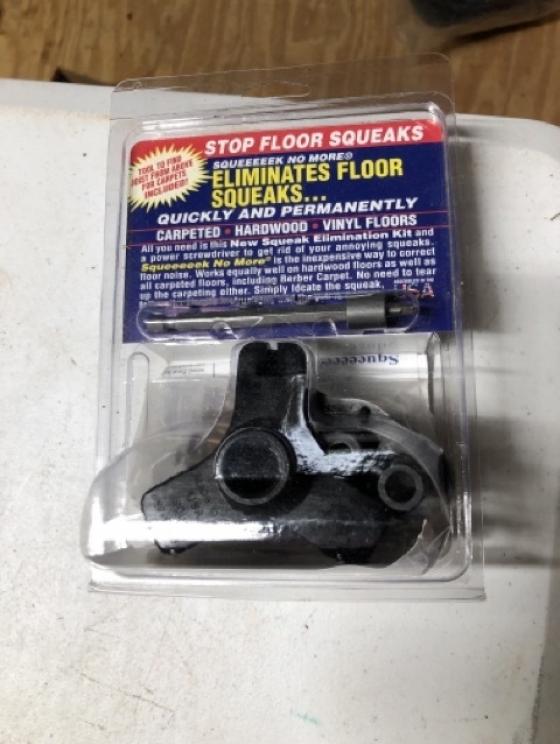 STOP FLOOR SQUEAKS
TOOL TO FIND
JOIST FROM ABOVE
FOR CARPETS
INCLUDED!
SQUEEEEEK NO MORE®
ELIMINATES FLOOR
SQUEAKS...
QUICKLY AND PERMANENTLY
CARPETED • HARDWOOD • VINYL FLOORS
All you need is this New Squeak Elimination Kit and
a power screwdriver to get rid of your annoying squeaks.
Squeeeeek No More® is the inexpensive way to correct
floor noise. Works equally well on hardwood floors as well as
all carpeted floors, including Berber Carpet. No need to tear
up the carpeting either. Simply locate the squeak,
USA